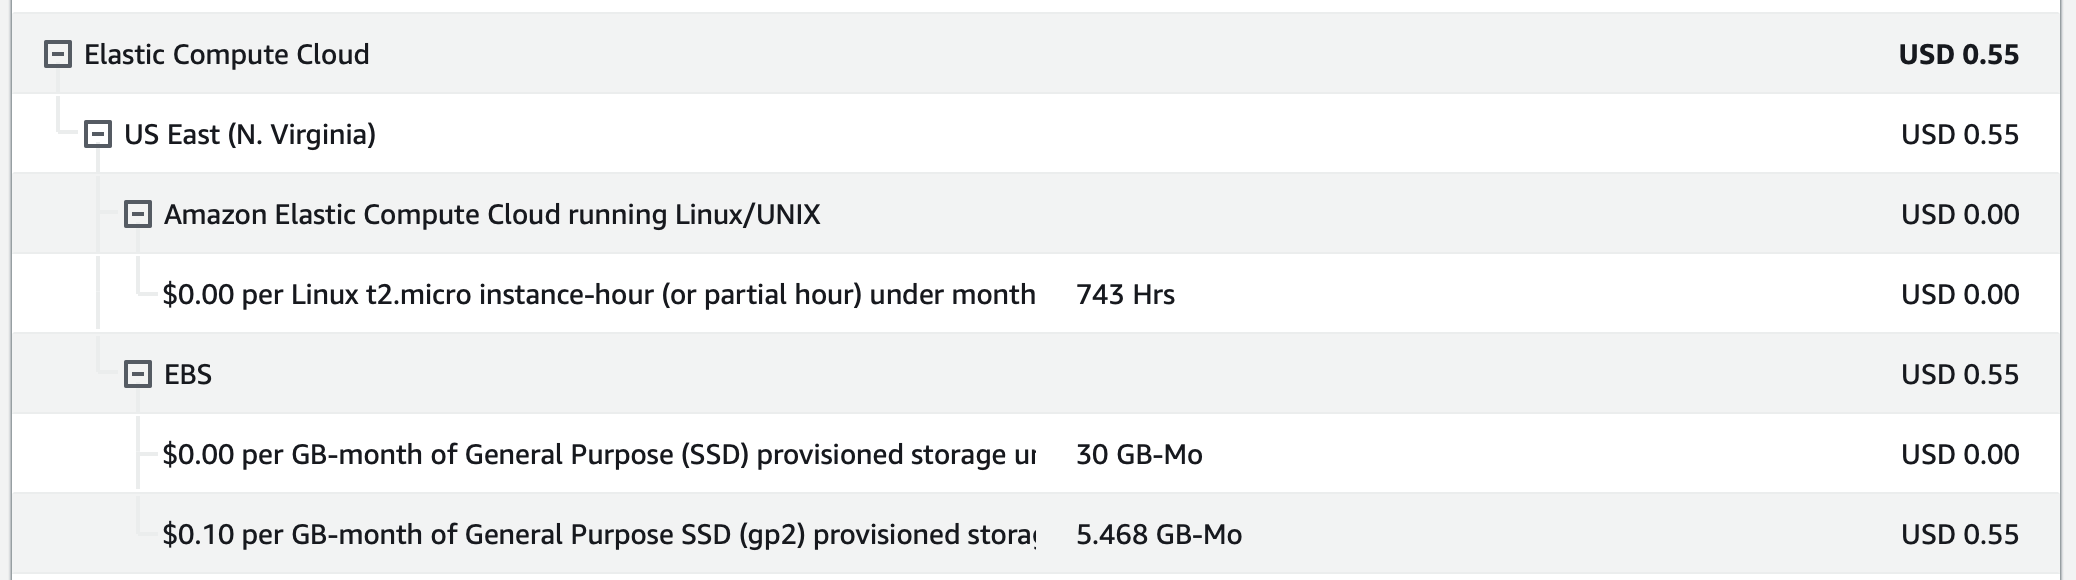 Elastic Compute Cloud USD 0.55
US East (N. Virginia) USD 0.55
Amazon Elastic Compute Cloud running Linux/UNIX USD 0.00
$0.00 per Linux t2.micro instance-hour (or partial hour) under month 743 Hrs USD 0.00
EBS USD 0.55
$0.00 per GB-month of General Purpose (SSD) provisioned storage 30 GB-Mo USD 0.00
$0.10 per GB-month of General Purpose SSD (gp2) provisioned 5.468 GB-Mo USD 0.55